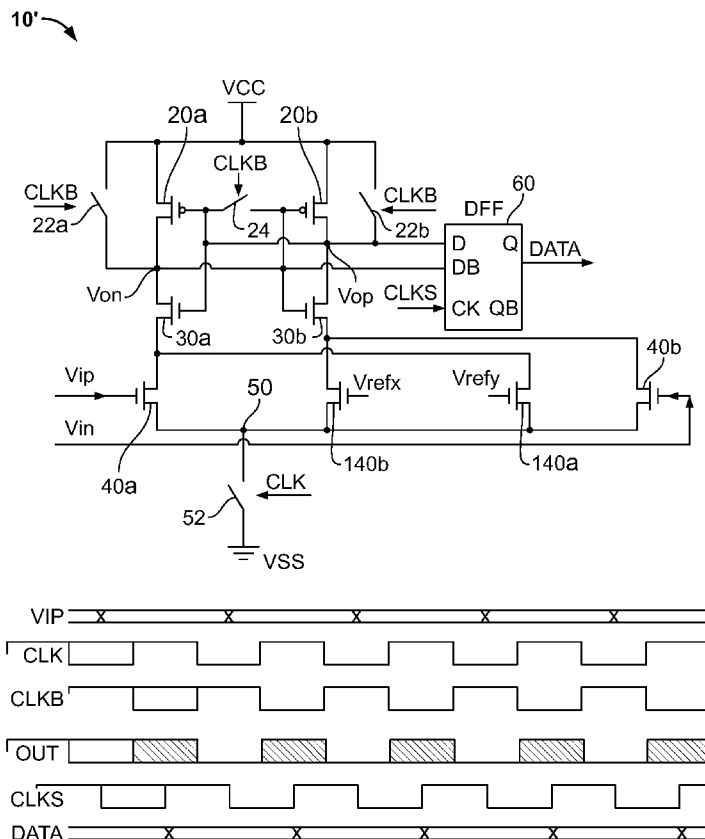 10'
VCC
20a
20b
CLKB
CLKB
22a
24
CLKB
22b
DFF
60
D
Q
DATA
DB
CLKS
CK
QB
Von
Vop
30a
30b
40b
Vip
Vrefx
Vrefy
Vin
50
40a
140b
140a
CLK
52
VSS
VIP
CLK
CLKB
OUT
CLKS
DATA